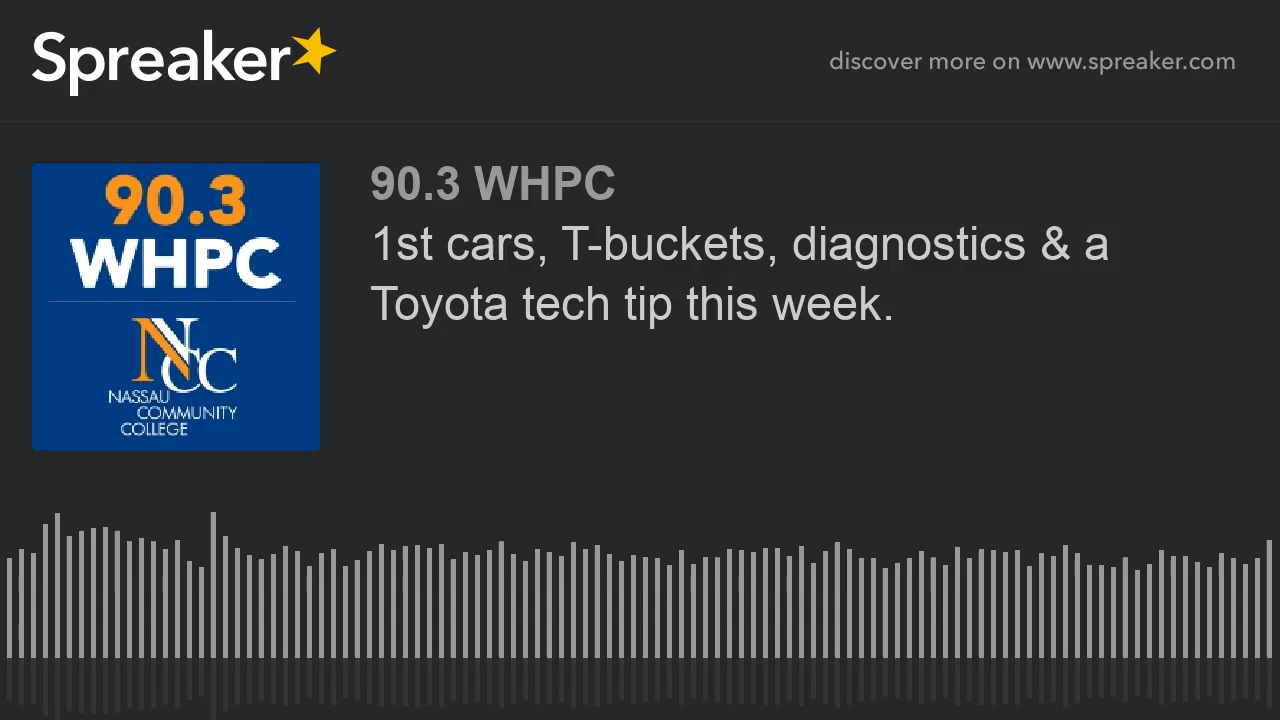 Spreaker
discover more on www.spreaker.com
90.3
WHPC
NCC
NASSAU
COMMUNITY
COLLEGE
90.3 WHPC
1st cars, T-buckets, diagnostics & a
Toyota tech tip this week.